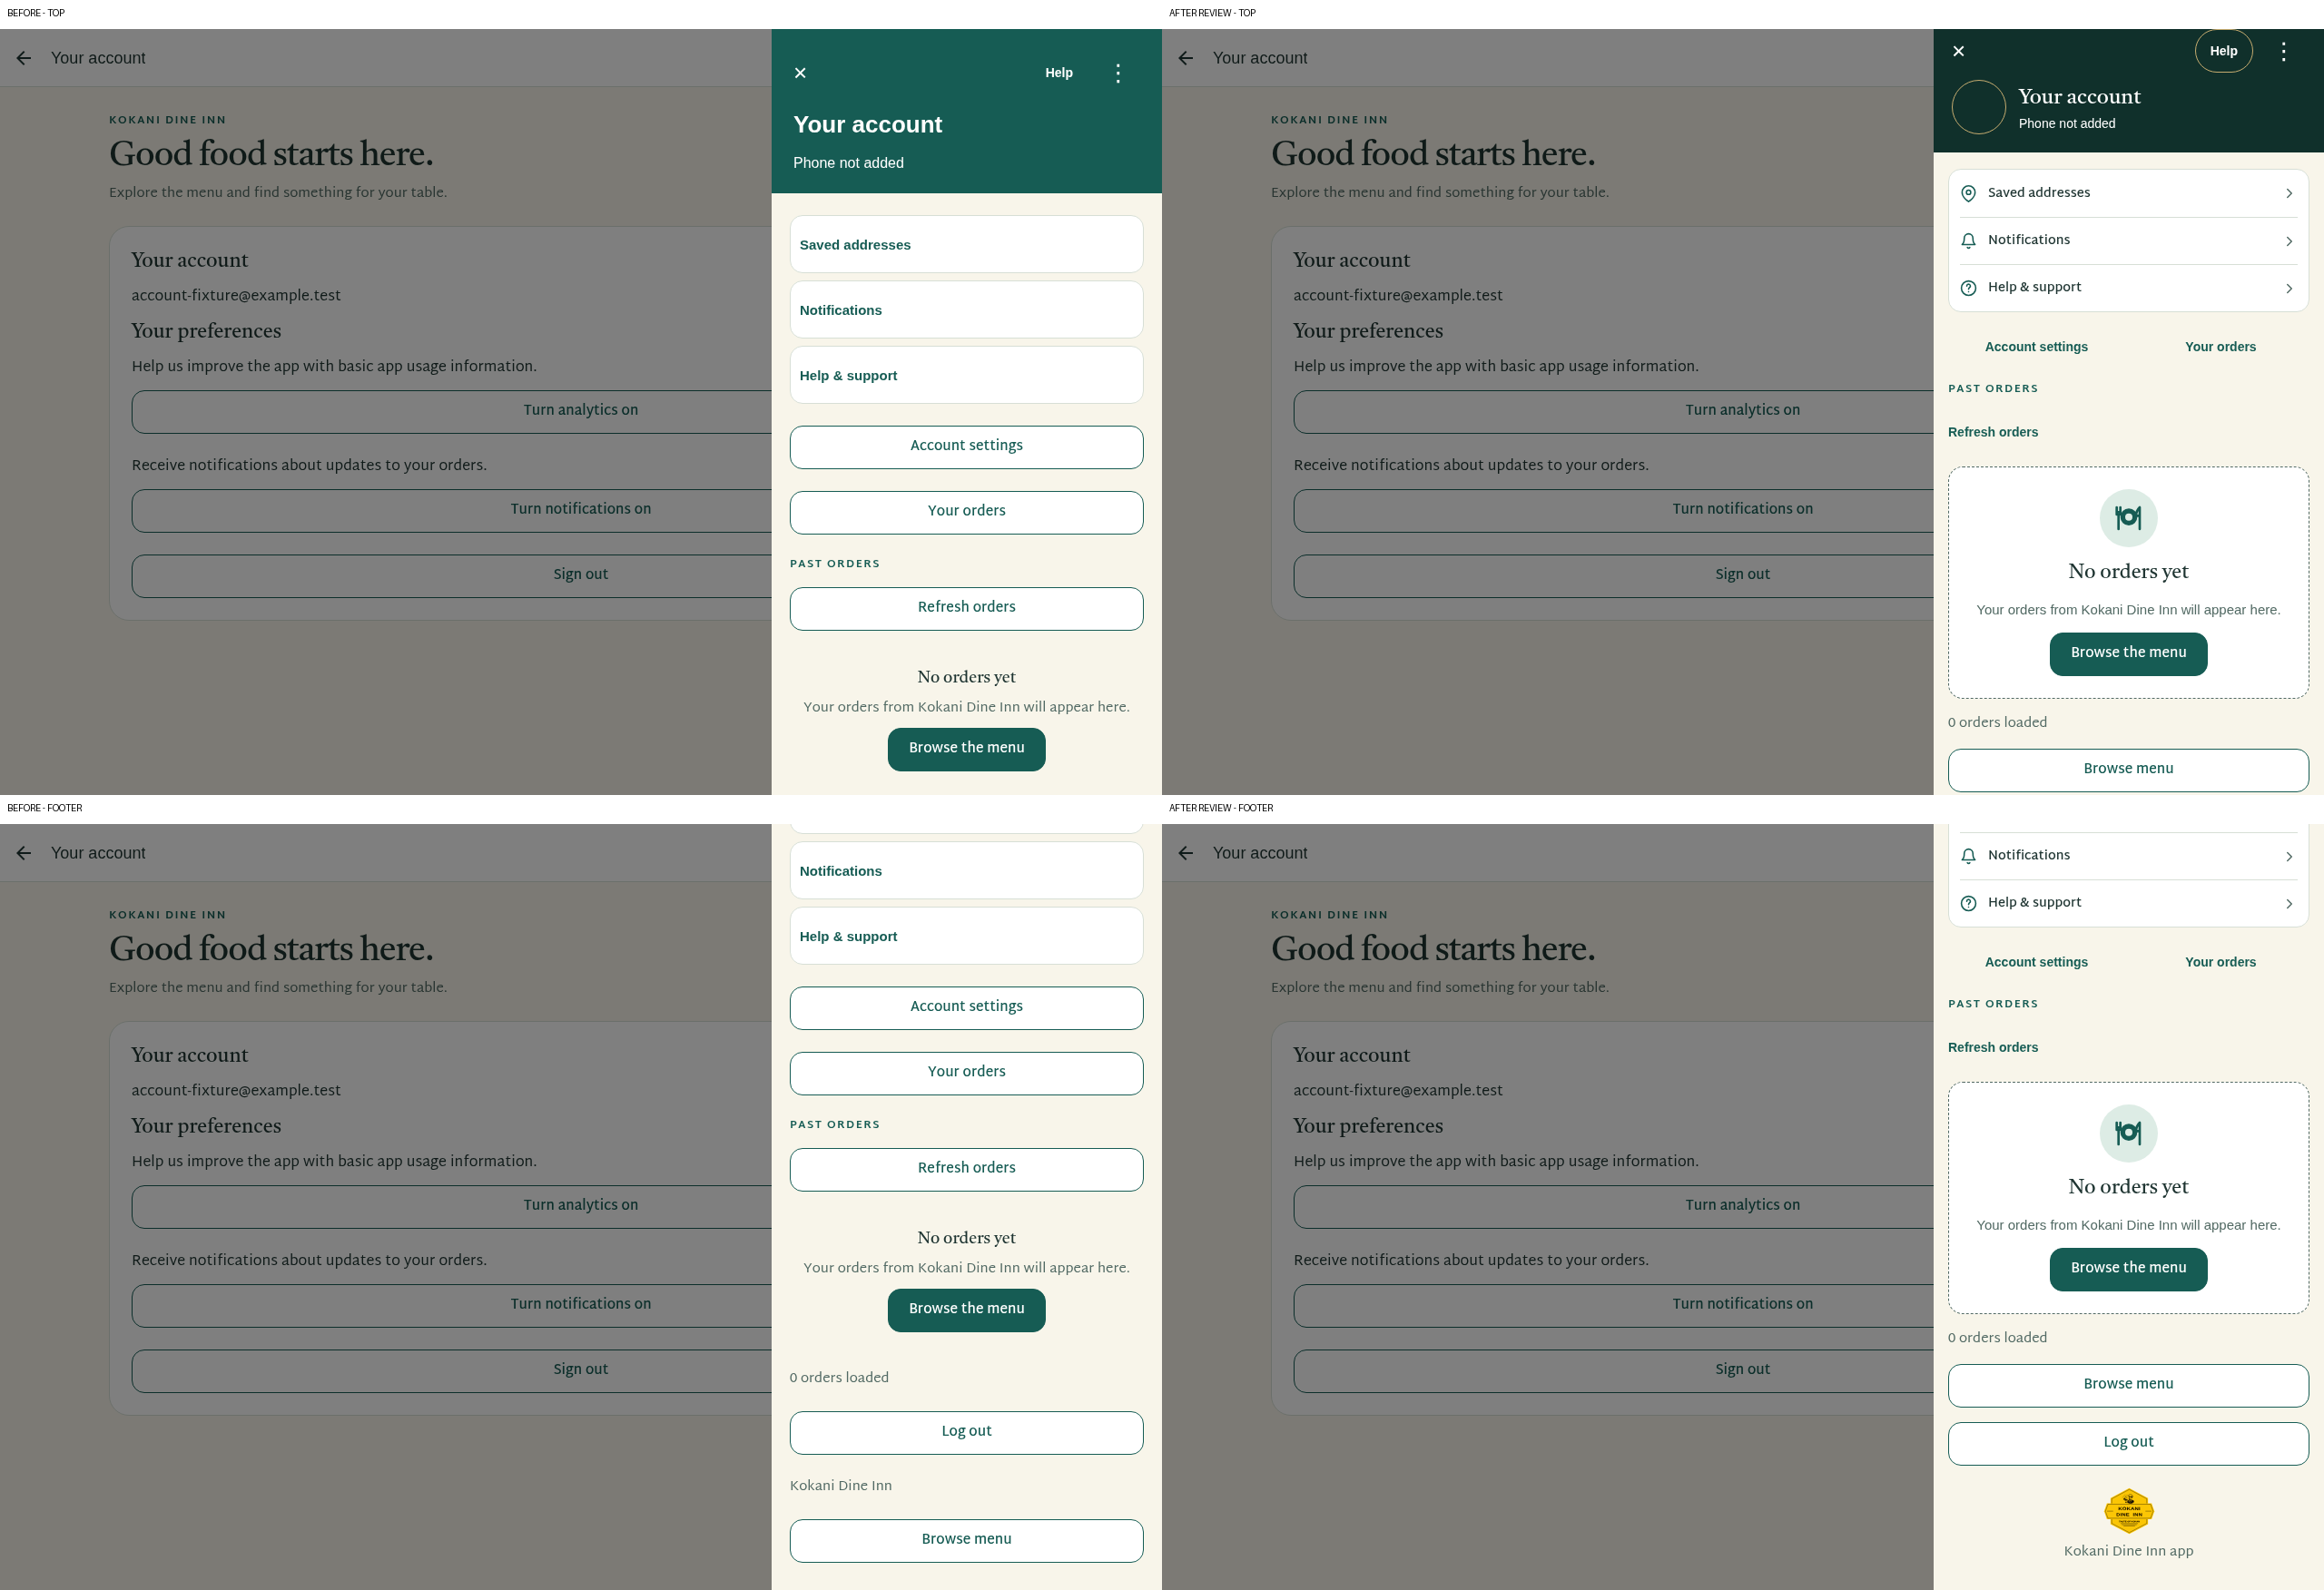 BEFORE - TOP
Your account
KOKANI DINE INN
Good food starts here.
Explore the menu and find something for your table.
Your account
account-fixture@example.test
Your preferences
Help us improve the app with basic app usage information.
Turn analytics on
Receive notifications about updates to your orders.
Turn notifications on
Sign out
Help
Your account
Phone not added
Saved addresses
Notifications
Help & support
Account settings
Your orders
PAST ORDERS
Refresh orders
No orders yet
Your orders from Kokani Dine Inn will appear here.
Browse the menu
AFTER REVIEW - TOP
Your account
KOKANI DINE INN
Good food starts here.
Explore the menu and find something for your table.
Your account
account-fixture@example.test
Your preferences
Help us improve the app with basic app usage information.
Turn analytics on
Receive notifications about updates to your orders.
Turn notifications on
Sign out
Help
Your account
Phone not added
Saved addresses
Notifications
Help & support
Account settings Your orders
PAST ORDERS
Refresh orders
No orders yet
Your orders from Kokani Dine Inn will appear here.
Browse the menu
0 orders loaded
Browse menu
BEFORE - FOOTER
Your account
KOKANI DINE INN
Good food starts here.
Explore the menu and find something for your table.
Your account
account-fixture@example.test
Your preferences
Help us improve the app with basic app usage information.
Turn analytics on
Receive notifications about updates to your orders.
Turn notifications on
Sign out
Notifications
Help & support
Account settings
Your orders
PAST ORDERS
Refresh orders
No orders yet
Your orders from Kokani Dine Inn will appear here.
Browse the menu
0 orders loaded
Log out
Kokani Dine Inn
Browse menu
AFTER REVIEW - FOOTER
Your account
KOKANI DINE INN
Good food starts here.
Explore the menu and find something for your table.
Your account
account-fixture@example.test
Your preferences
Help us improve the app with basic app usage information.
Turn analytics on
Receive notifications about updates to your orders.
Turn notifications on
Sign out
Notifications
Help & support
Account settings Your orders
PAST ORDERS
Refresh orders
No orders yet
Your orders from Kokani Dine Inn will appear here.
Browse the menu
0 orders loaded
Browse menu
Log out
KOKANI
DINE INN
Kokani Dine Inn app